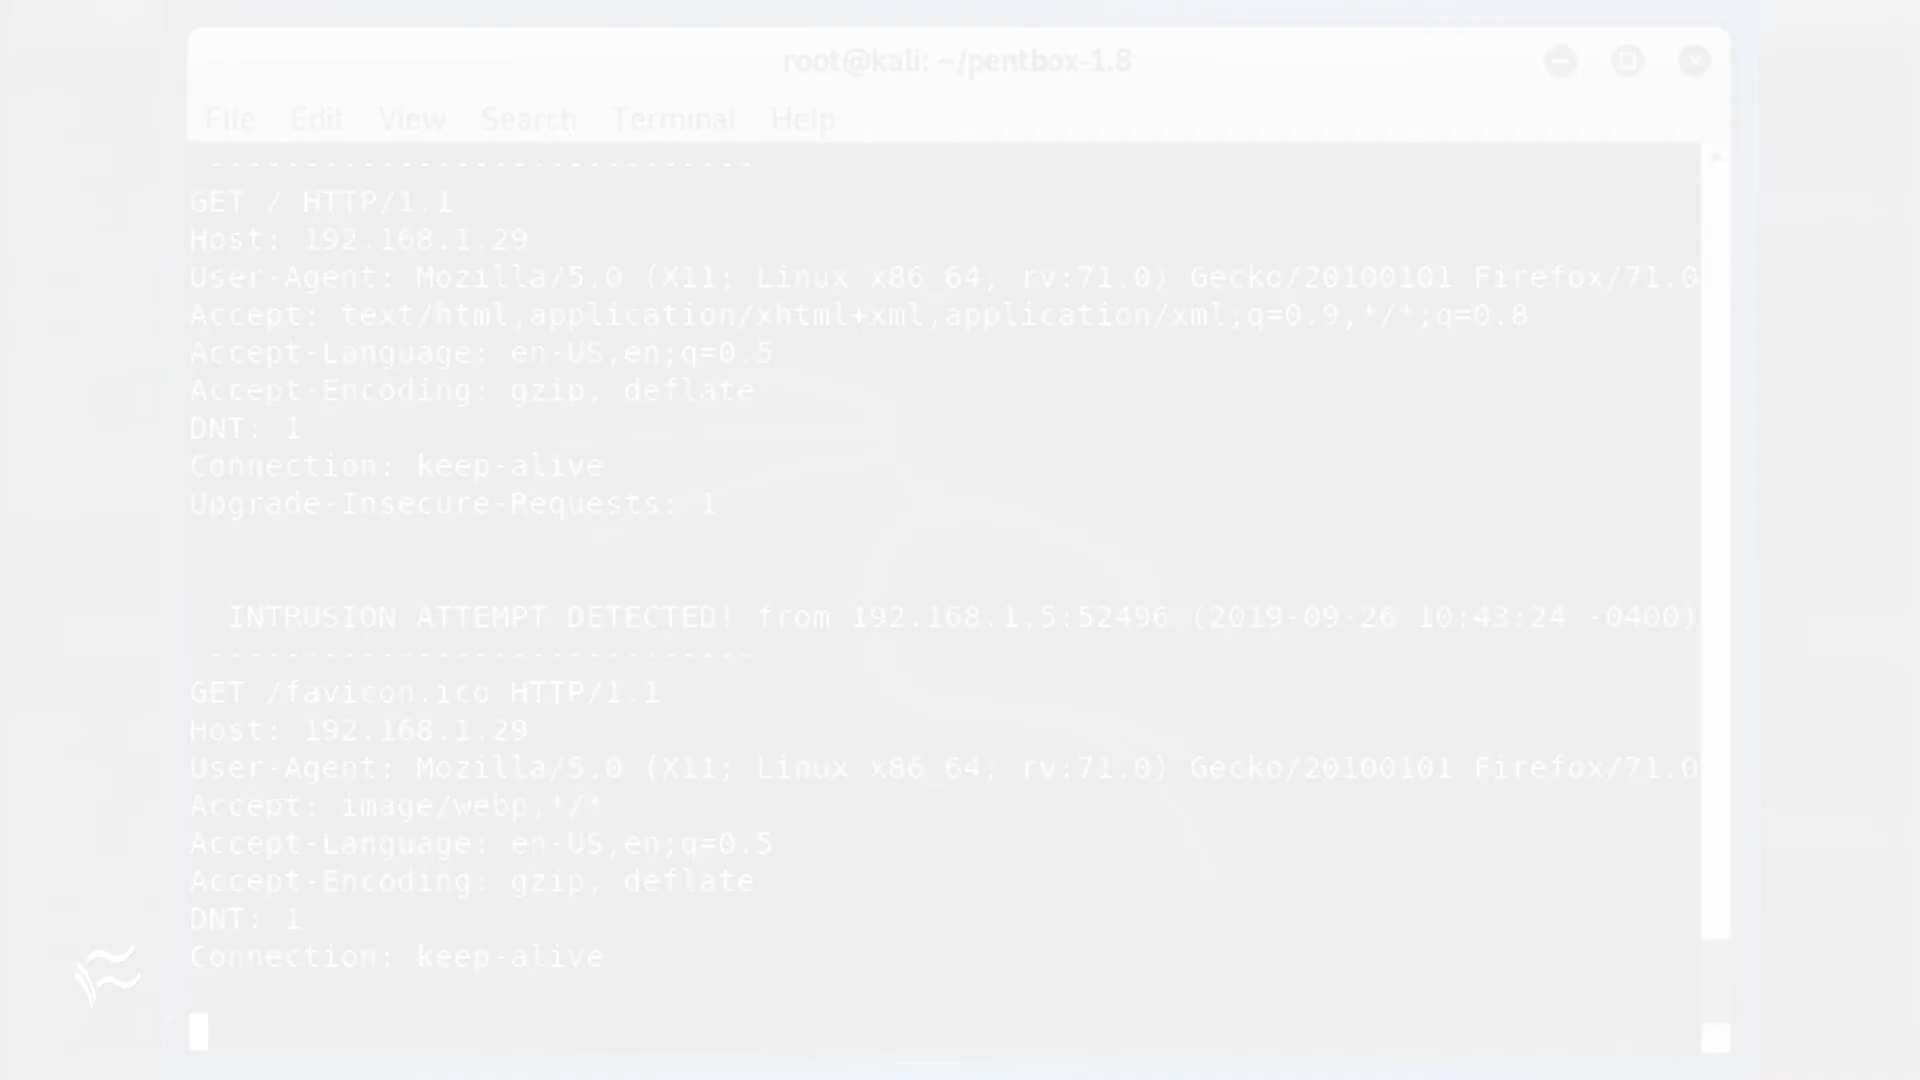 root@kali: ~/pentbox-1.8
File Edit View Search Terminal Help
-----------------------------
GET / HTTP/1.1
Host: 192.168.1.29
User-Agent: Mozilla/5.0 (X11; Linux x86_64; rv:71.0) Gecko/20100101 Firefox/71.0
Accept: text/html,application/xhtml+xml,application/xml;q=0.9,*/*;q=0.8
Accept-Language: en-US,en;q=0.5
Accept-Encoding: gzip, deflate
DNT: 1
Connection: keep-alive
Upgrade-Insecure-Requests: 1
INTRUSION ATTEMPT DETECTED! from 192.168.1.5:52496 (2019-09-26 10:43:24 -0400)
-----------------------------
GET /favicon.ico HTTP/1.1
Host: 192.168.1.29
User-Agent: Mozilla/5.0 (X11; Linux x86_64; rv:71.0) Gecko/20100101 Firefox/71.0
Accept: image/webp,*/*
Accept-Language: en-US,en;q=0.5
Accept-Encoding: gzip, deflate
DNT: 1
Connection: keep-alive